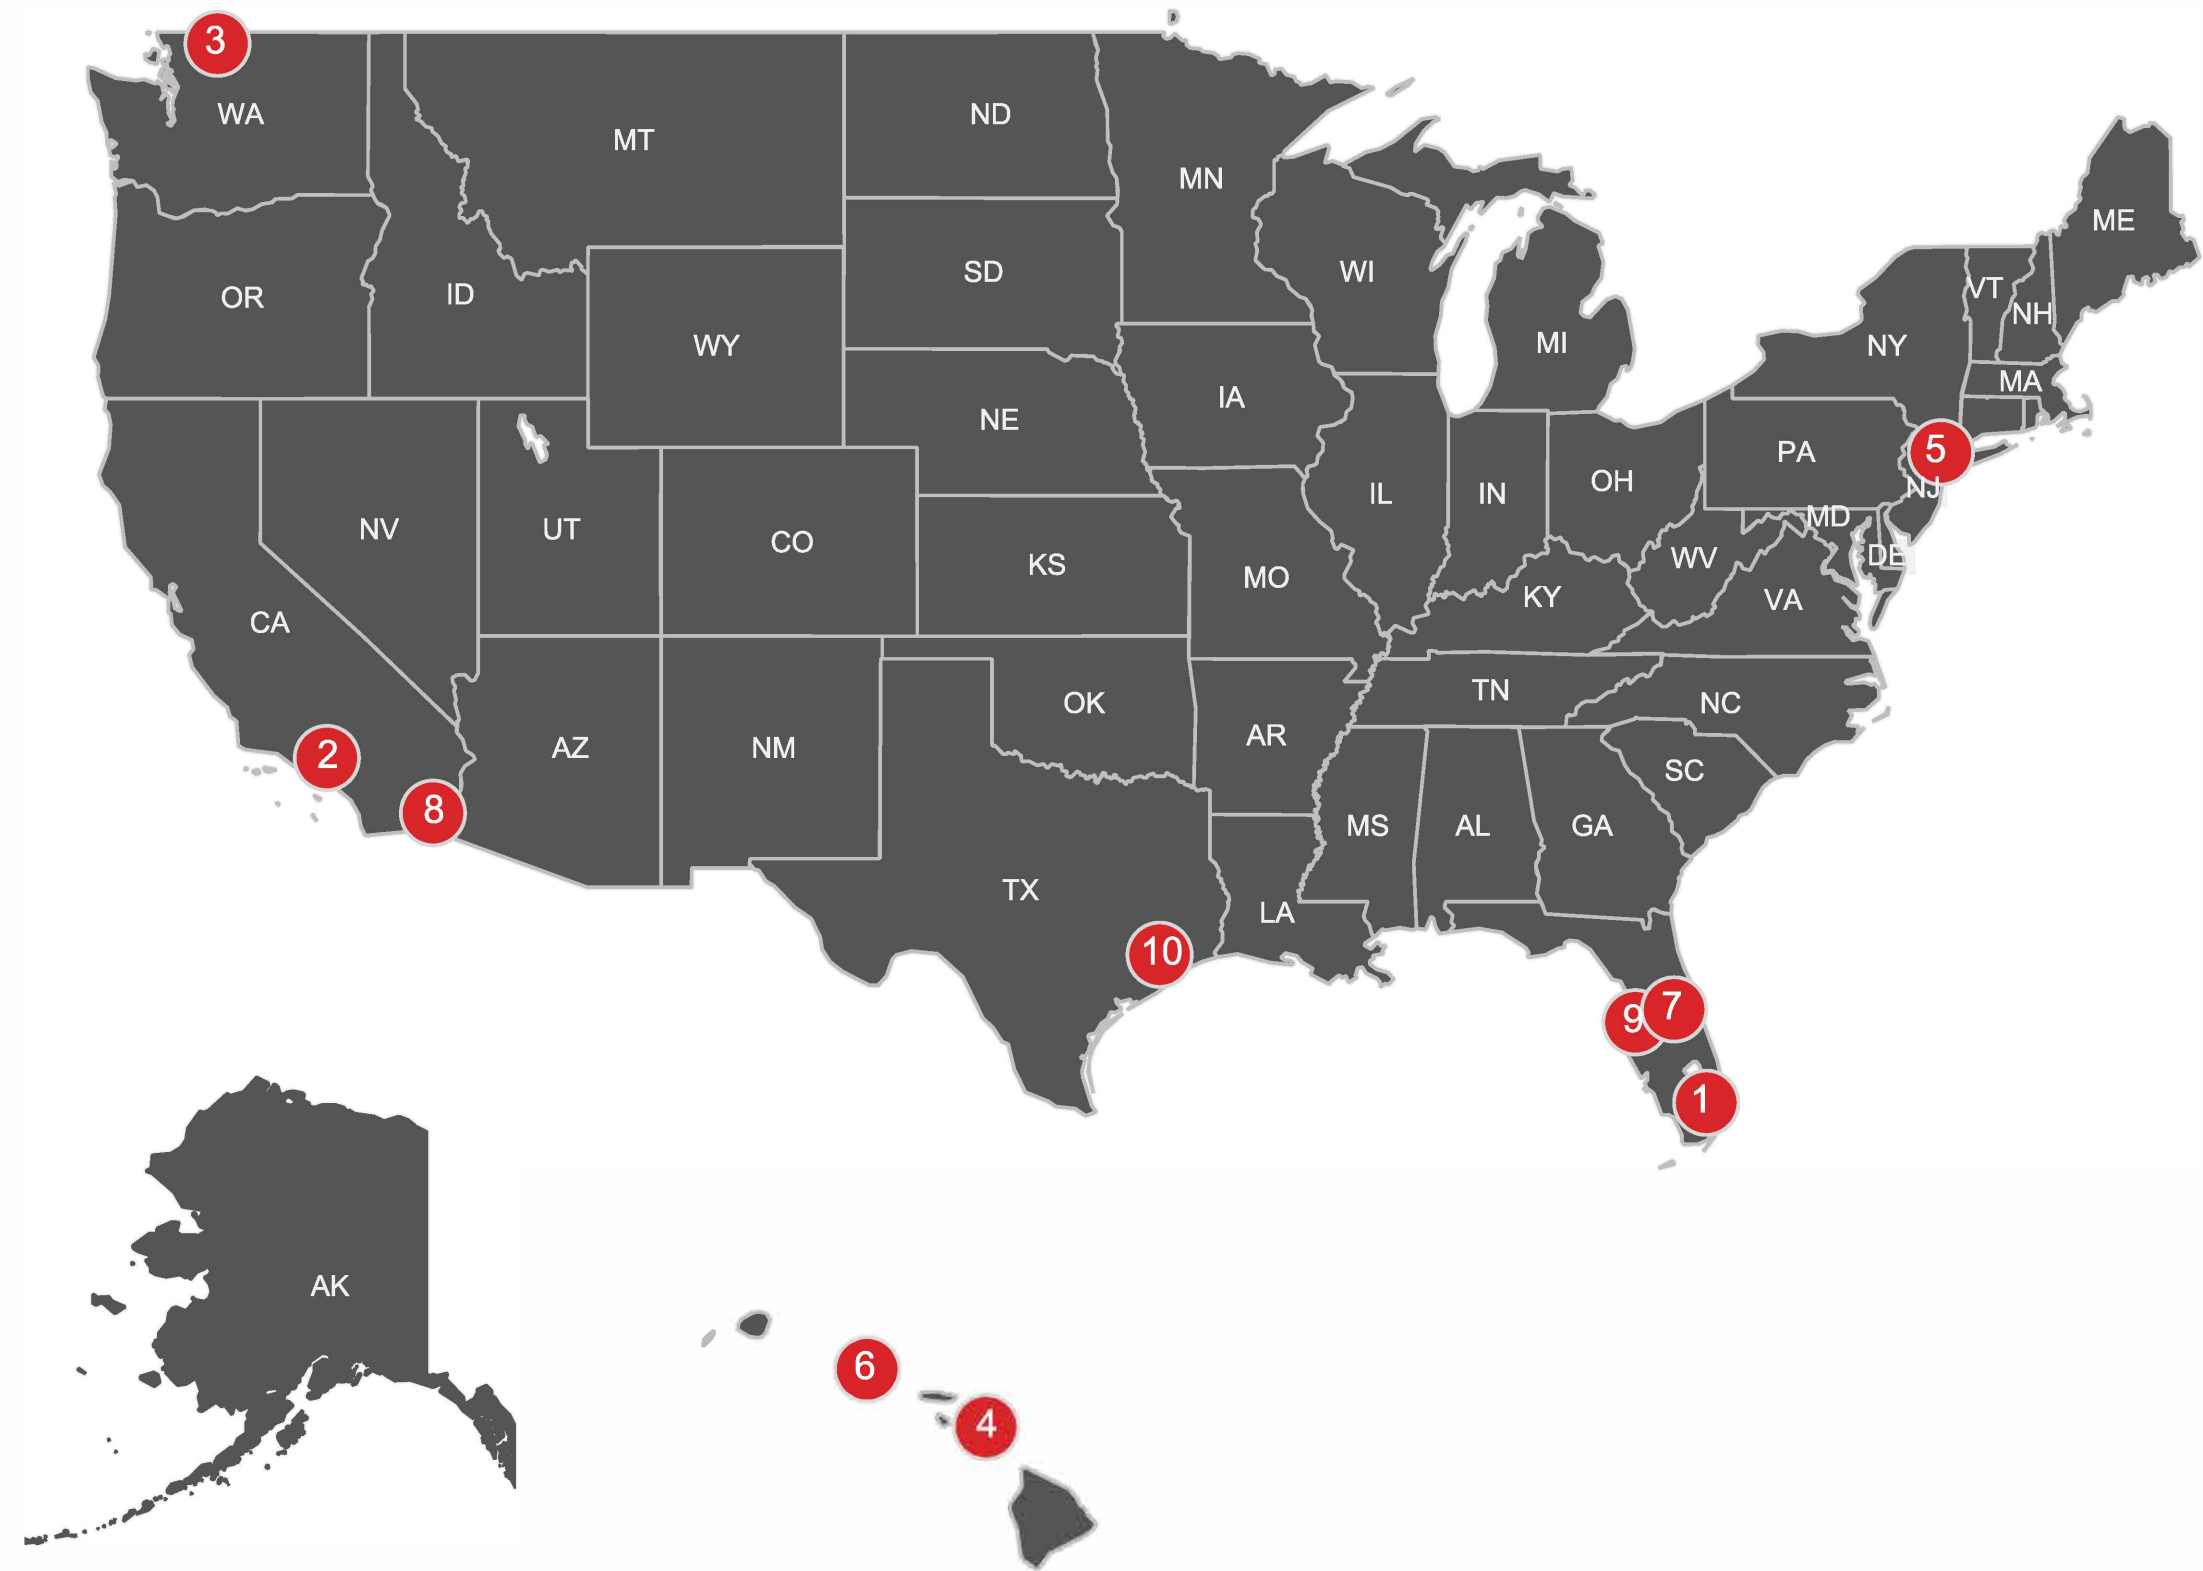 3
WA
MT
ND
MN
ME
OR
ID
SD
WI
VT
NH
WY
MI
NY
MA
NE
IA
PA
5
NJ
NV
UT
CO
KS
MO
IL
IN
OH
MD
DE
WV
VA
KY
CA
2
8
AZ
NM
OK
AR
TN
NC
SC
MS
AL
GA
TX
LA
10
9
7
1
AK
6
4